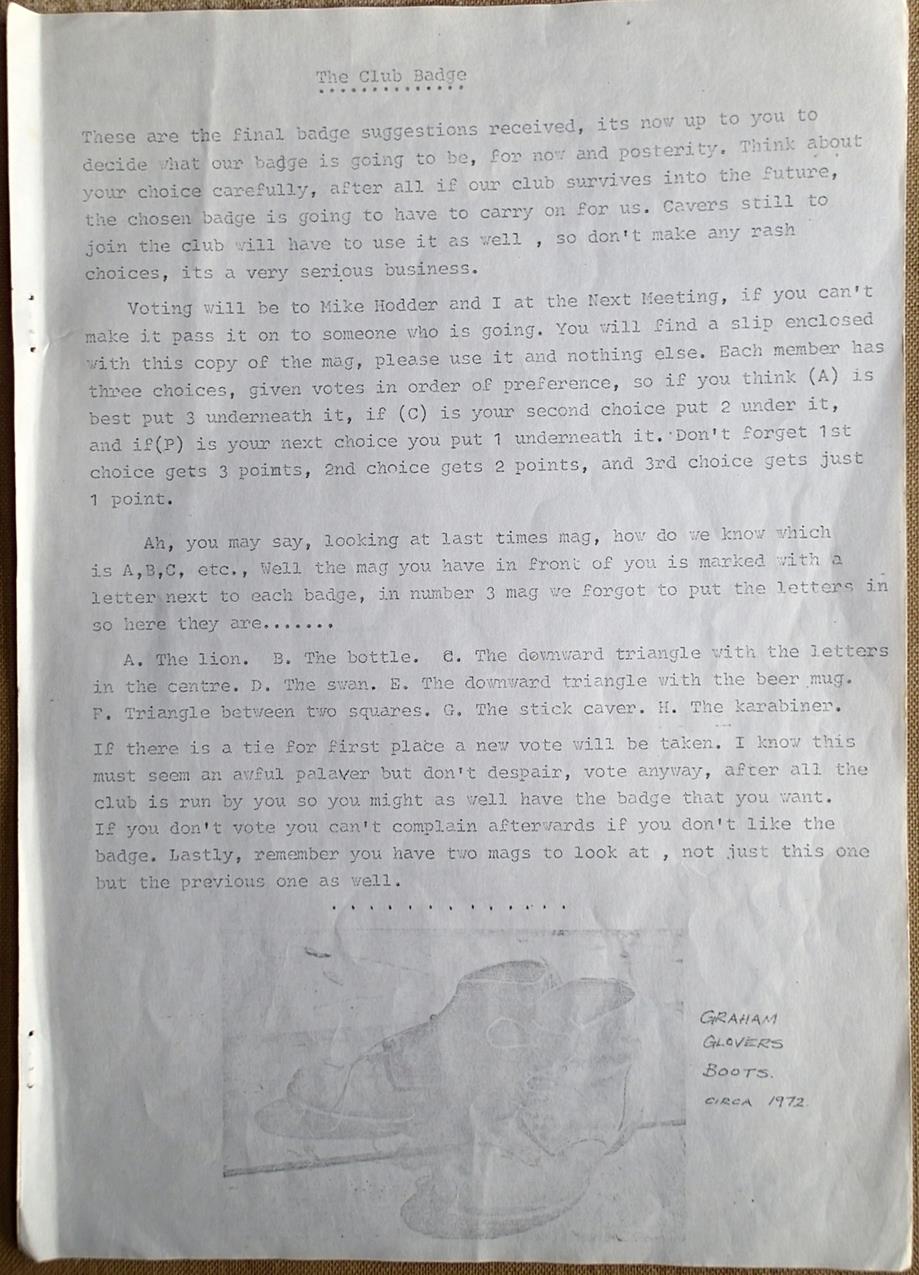 The Club Badge
These are the final badge suggestions received, its now up to you to
decide what our badge is going to be, for now and posterity. Think about
your choice carefully, after all if our club survives into the future,
the chosen badge is going to have to carry on for us. Cavers still to
join the club will have to use it as well , so don't make any rash
choices, its a very serious business.
Voting will be to Mike Hodder and I at the Next Meeting, if you can't
make it pass it on to someone who is going. You will find a slip enclosed
with this copy of the mag, please use it and nothing else. Each member has
three choices, given votes in order of preference, so if you think (A) is
best put 3 underneath it, if (C) is your second choice put 2 under it,
and if(P) is your next choice you put 1 underneath it. Don't forget 1st
choice gets 3 points, 2nd choice gets 2 points, and 3rd choice gets just
1 point.
Ah, you may say, looking at last times mag, how do we know which
is A,B,C, etc., Well the mag you have in front of you is marked with a
letter next to each badge, in number 3 mag we forgot to put the letters in
so here they are.......
A. The lion. B. The bottle. C. The downward triangle with the letters
in the centre. D. The swan. E. The downward triangle with the beer mug.
F. Triangle between two squares. G. The stick caver. H. The karabiner.
If there is a tie for first place a new vote will be taken. I know this
must seem an awful palaver but don't despair, vote anyway, after all the
club is run by you so you might as well have the badge that you want.
If you don't vote you can't complain afterwards if you don't like the
badge. Lastly, remember you have two mags to look at , not just this one
but the previous one as well.
. . . . . . . . . . . . .
GRAHAM
GLOVERS
BOOTS.
CIRCA 1972.